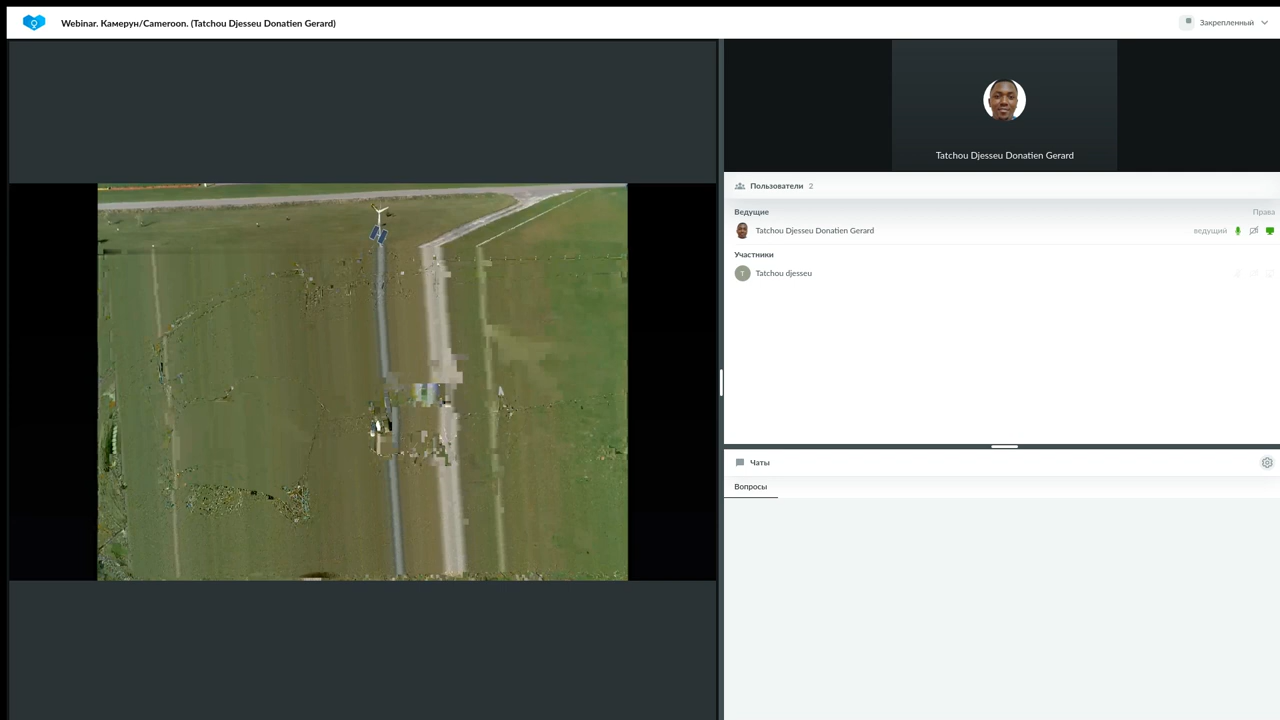 Webinar. Камерун/Cameroon. (Tatchou Djesseu Donatien Gerard)
Закрепленный
Tatchou Djesseu Donatien Gerard
Пользователи 2
Ведущие Права
Tatchou Djesseu Donatien Gerard ведущий
Участники
T Tatchou djesseu
Чаты
Вопросы